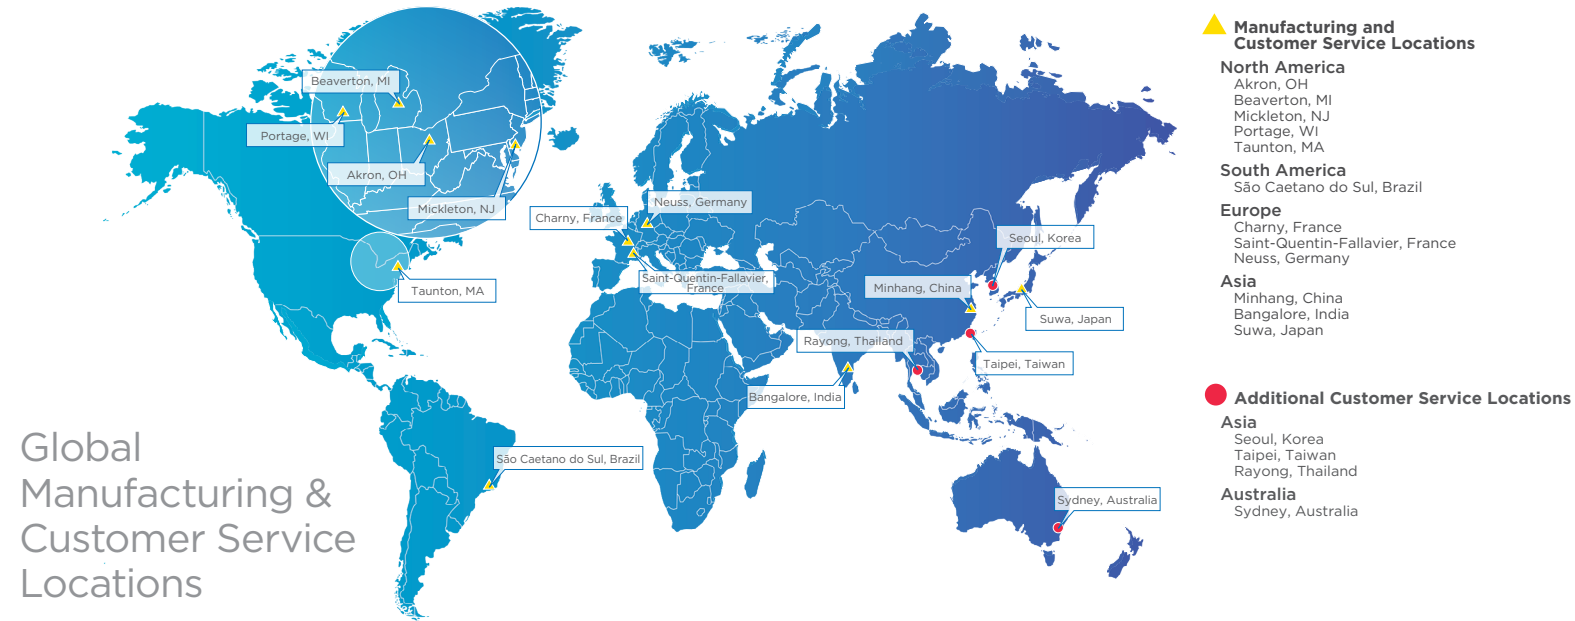 Beaverton, MI
Portage, WI
Akron, OH
Mickleton, NJ
Taunton, MA
Charny, France
Neuss, Germany
Saint-Quentin-Fallavier,
France
Seoul, Korea
Minhang, China
Suwa, Japan
Rayong, Thailand
Taipei, Taiwan
Bangalore, India
São Caetano do Sul, Brazil
Sydney, Australia
Global
Manufacturing &
Customer Service
Locations
Manufacturing and
Customer Service Locations
North America
Akron, OH
Beaverton, MI
Mickleton, NJ
Portage, WI
Taunton, MA
South America
São Caetano do Sul, Brazil
Europe
Charny, France
Saint-Quentin-Fallavier, France
Neuss, Germany
Asia
Minhang, China
Bangalore, India
Suwa, Japan
Additional Customer Service Locations
Asia
Seoul, Korea
Taipei, Taiwan
Rayong, Thailand
Australia
Sydney, Australia